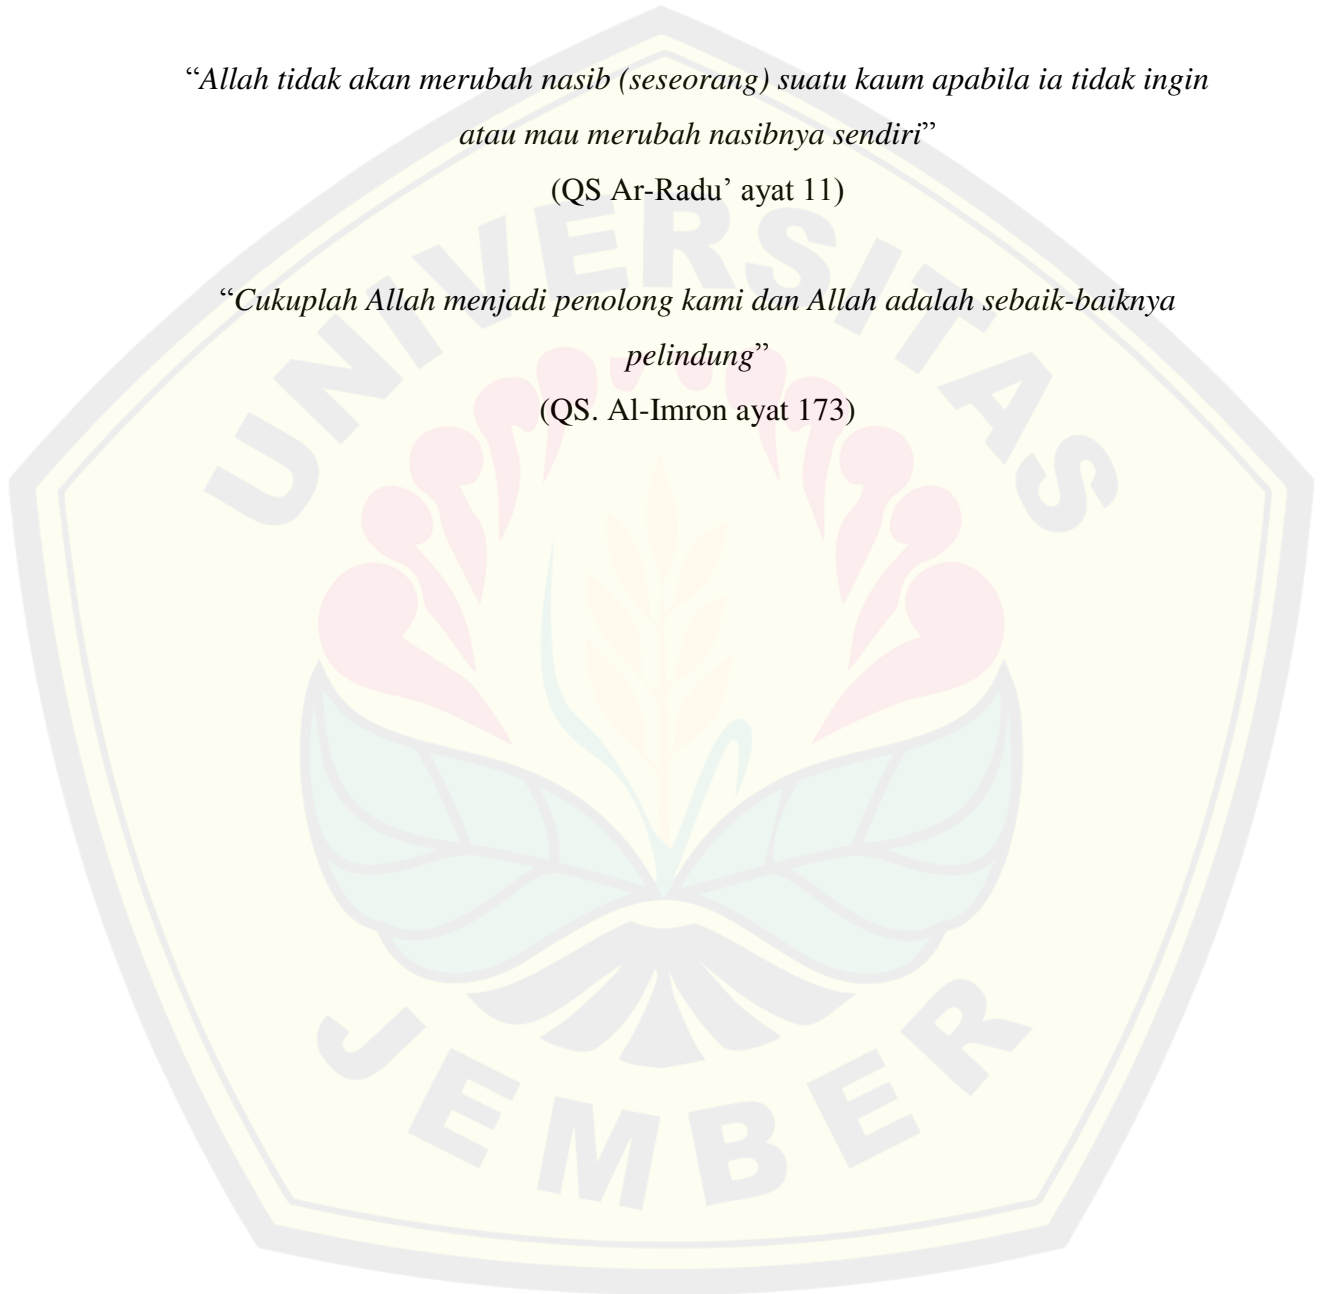 “Allah tidak akan merubah nasib (seseorang) suatu kaum apabila ia tidak ingin
atau mau merubah nasibnya sendiri”
(QS Ar-Radu’ ayat 11)
“Cukuplah Allah menjadi penolong kami dan Allah adalah sebaik-baiknya
pelindung”
(QS. Al-Imron ayat 173)
UNIVERSITAS
JEMBER